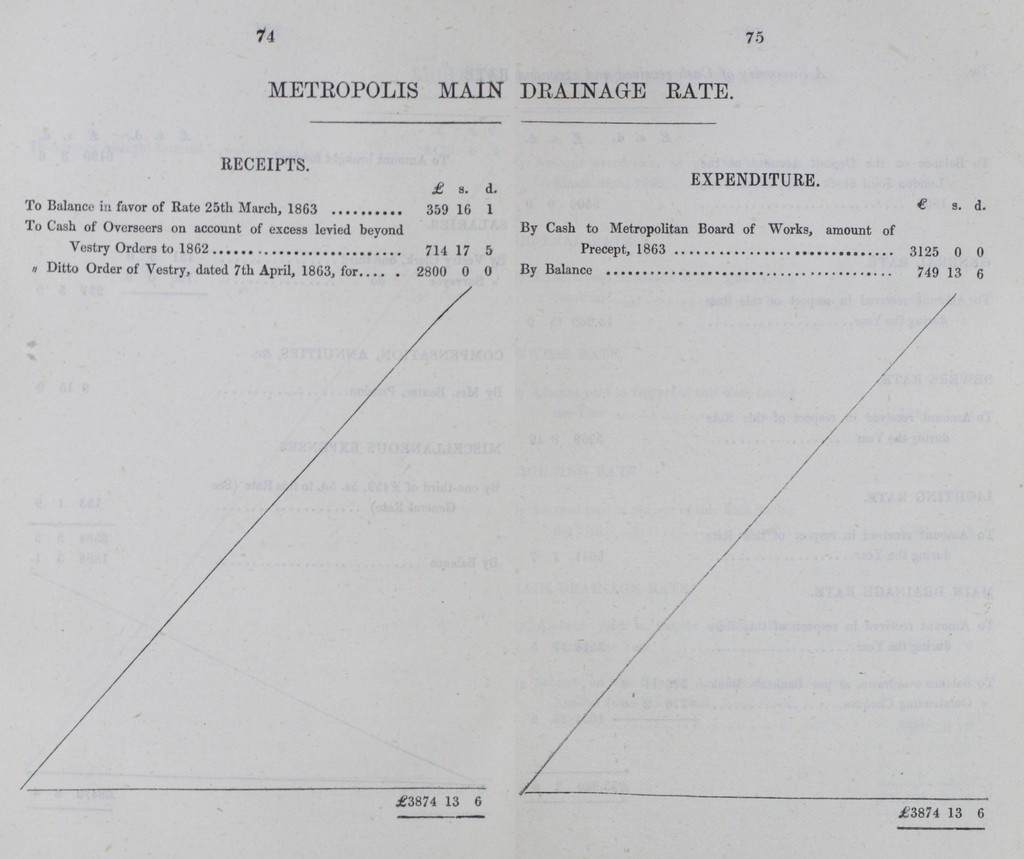 74
75
METROPOLIS MAIN DRAINAGE RATE.
RECEIPTS.
£ s. d.
To Balance in favor of Rate 25th March, 1863 .......... 359 16 1
To Cash of Overseers on account of excess levied beyond
Vestry Orders to 1862 .............................. 714 17 5
„ Ditto Order of Vestry, dated 7th April, 1863, for..... . 2800 0 0
£3874 13 6
EXPENDITURE.
£ s. d.
By Cash to Metropolitan Board of Works, amount of
Precept, 1863 .............................. 3125 0 0
By Balance ...................................... 749 13 6
£3874 13 6